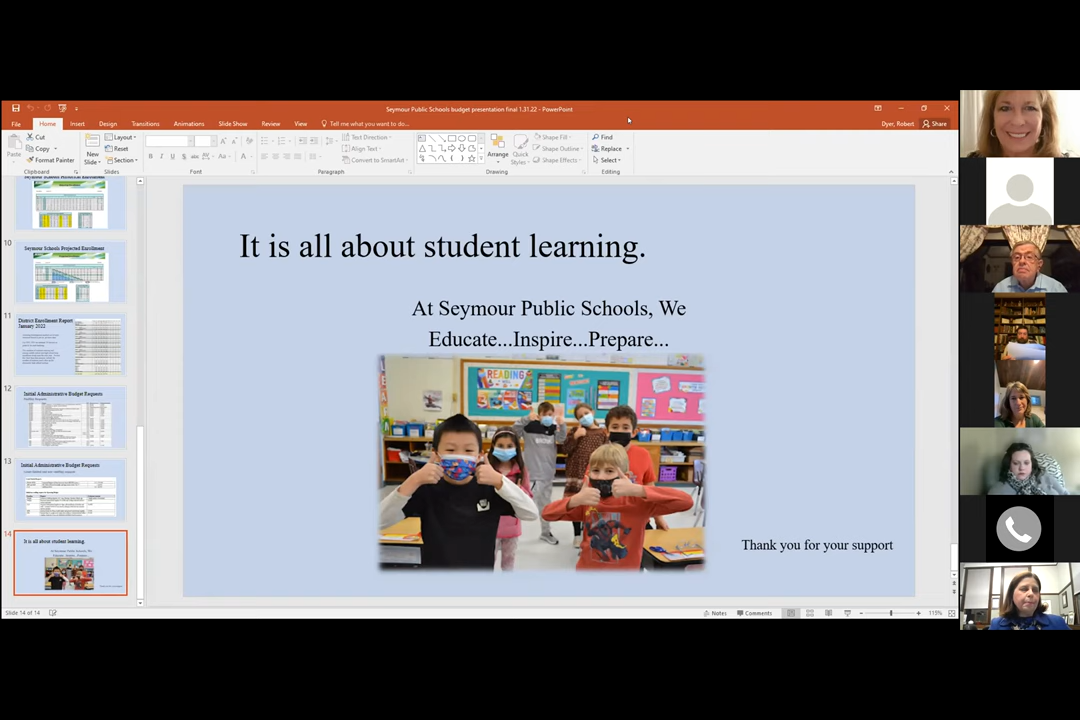 Seymour Public Schools budget presentation final 1.31.22 - PowerPoint
File Home Insert Design Transitions Animations Slide Show Review View Tell me what you want to do... Dyer, Robert Share
Paste
Cut
Copy
Format Painter
Clipboard
New Slide
Layout
Reset
Section
Slides
B I U S abc AV Aa A
Font
Text Direction
Align Text
Convert to SmartArt
Paragraph
Arrange
Quick Styles
Shape Fill
Shape Outline
Shape Effects
Drawing
Find
Replace
Select
Editing
10
Seymour Schools Projected Enrollment
11
District Enrollment Report
January 2022
12
Initial Administrative Budget Requests
13
Initial Administrative Budget Requests
14
It is all about student learning.
It is all about student learning.
At Seymour Public Schools, We
Educate...Inspire...Prepare...
READING
Thank you for your support
Slide 14 of 14
Notes Comments 115%